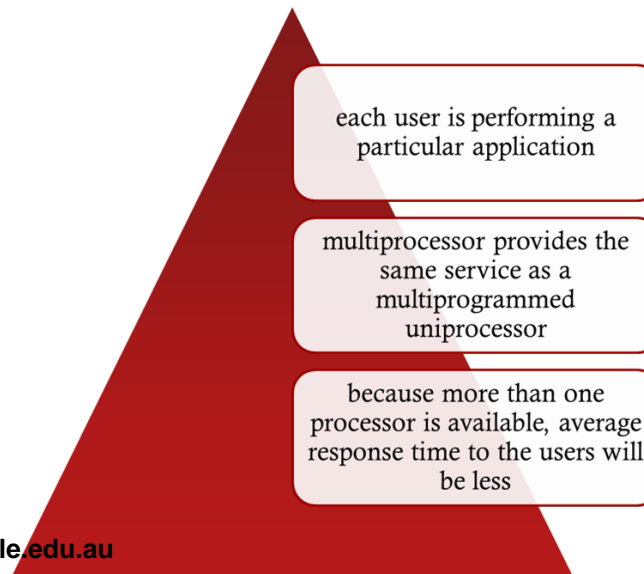 each user is performing a
particular application
multiprocessor provides the
same service as a
multiprogrammed
uniprocessor
because more than one
processor is available, average
response time to the users will
be less
le.edu.au